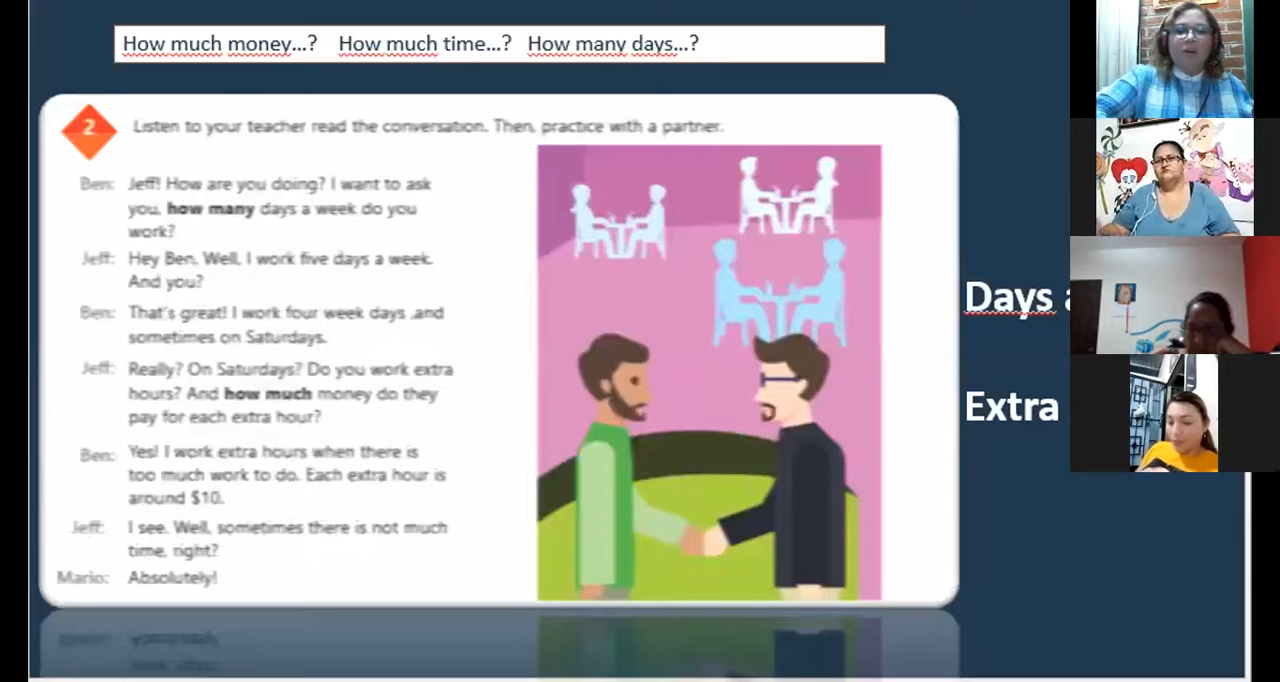 How much money...? How much time...? How many days...?
2 Listen to your teacher read the conversation. Then, practice with a partner.
Ben: Jeff! How are you doing? I want to ask
you, how many days a week do you
work?
Jeff: Hey Ben. Well, I work five days a week.
And you?
Ben: That's great! I work four week days ,and
sometimes on Saturdays.
Jeff: Really? On Saturdays? Do you work extra
hours? And how much money do they
pay for each extra hour?
Ben: Yes! I work extra hours when there is
too much work to do. Each extra hour is
around $10.
Jeff: I see. Well, sometimes there is not much
time, right?
Mario: Absolutely!
Days
Extra